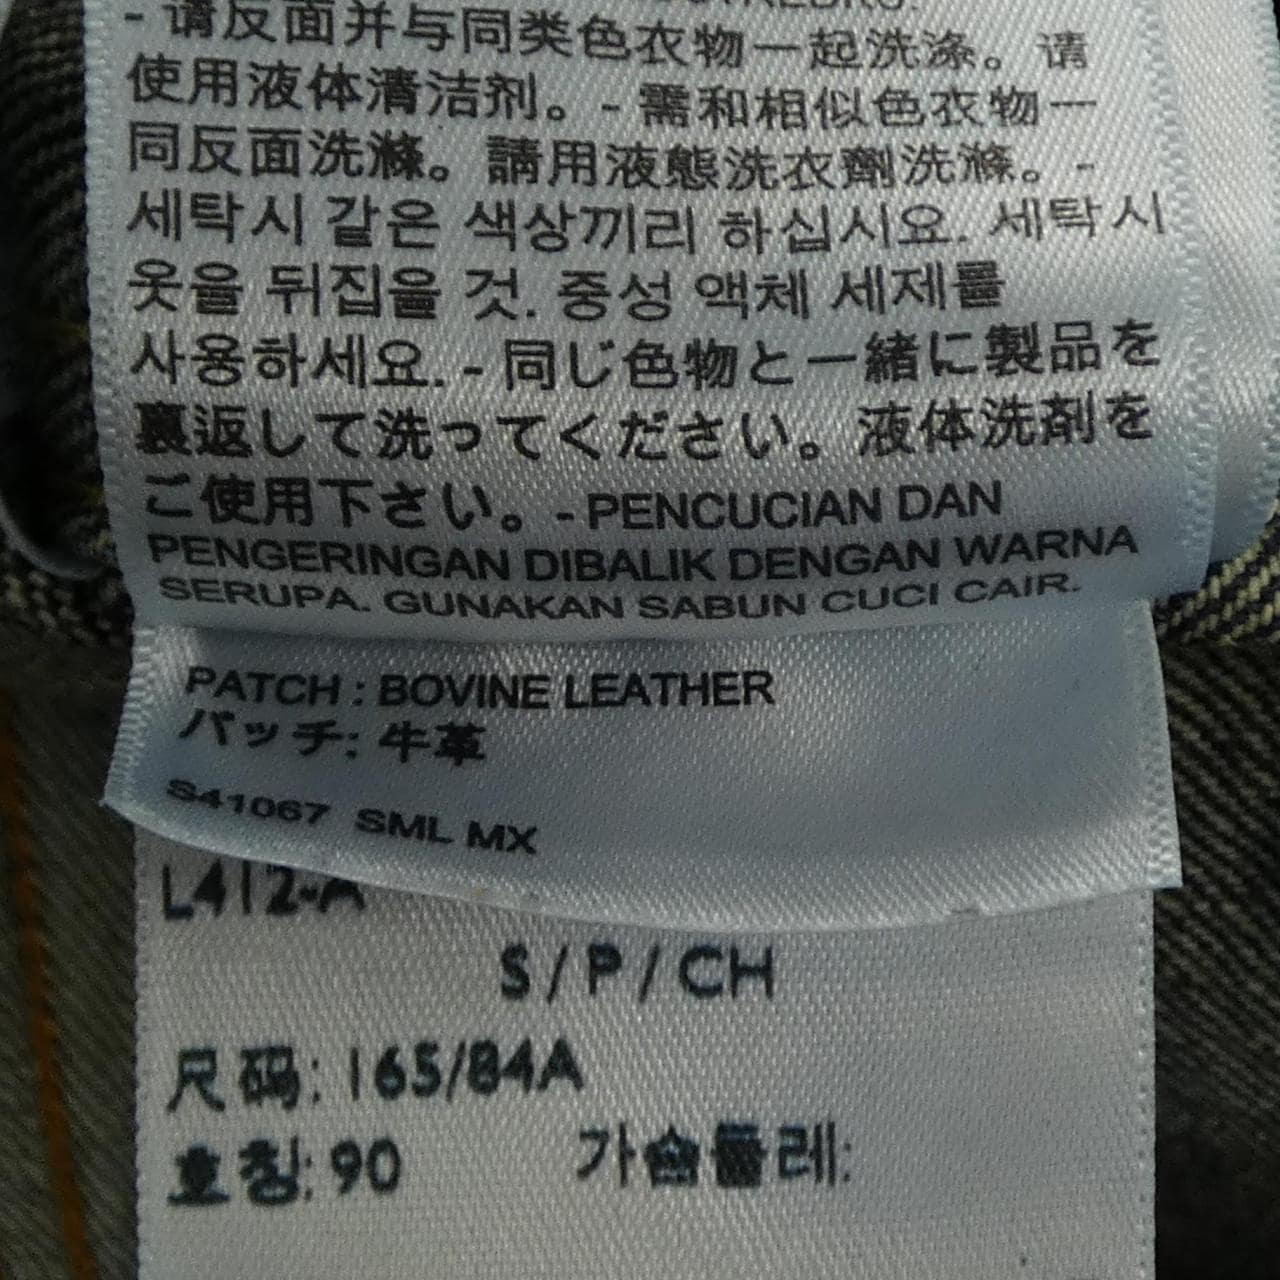 - 请反面并与同类色衣物一起洗涤。请
使用液体清洁剂。- 需和相似色衣物一
同反面洗滌。請用液態洗衣劑洗滌。-
세탁시 같은 색상끼리 하십시요. 세탁시
옷을 뒤집을 것. 중성 액체 세제를
사용하세요. - 同じ色物と一緒に製品を
裏返して洗ってください。液体洗剤を
ご使用下さい。- PENCUCIAN DAN
PENGERINGAN DIBALIK DENGAN WARNA
SERUPA. GUNAKAN SABUN CUCI CAIR.
PATCH : BOVINE LEATHER
パッチ: 牛革
S41067 SML MX
L412-A
S / P / CH
尺码: 165/84A
호칭: 90 가슴둘레: